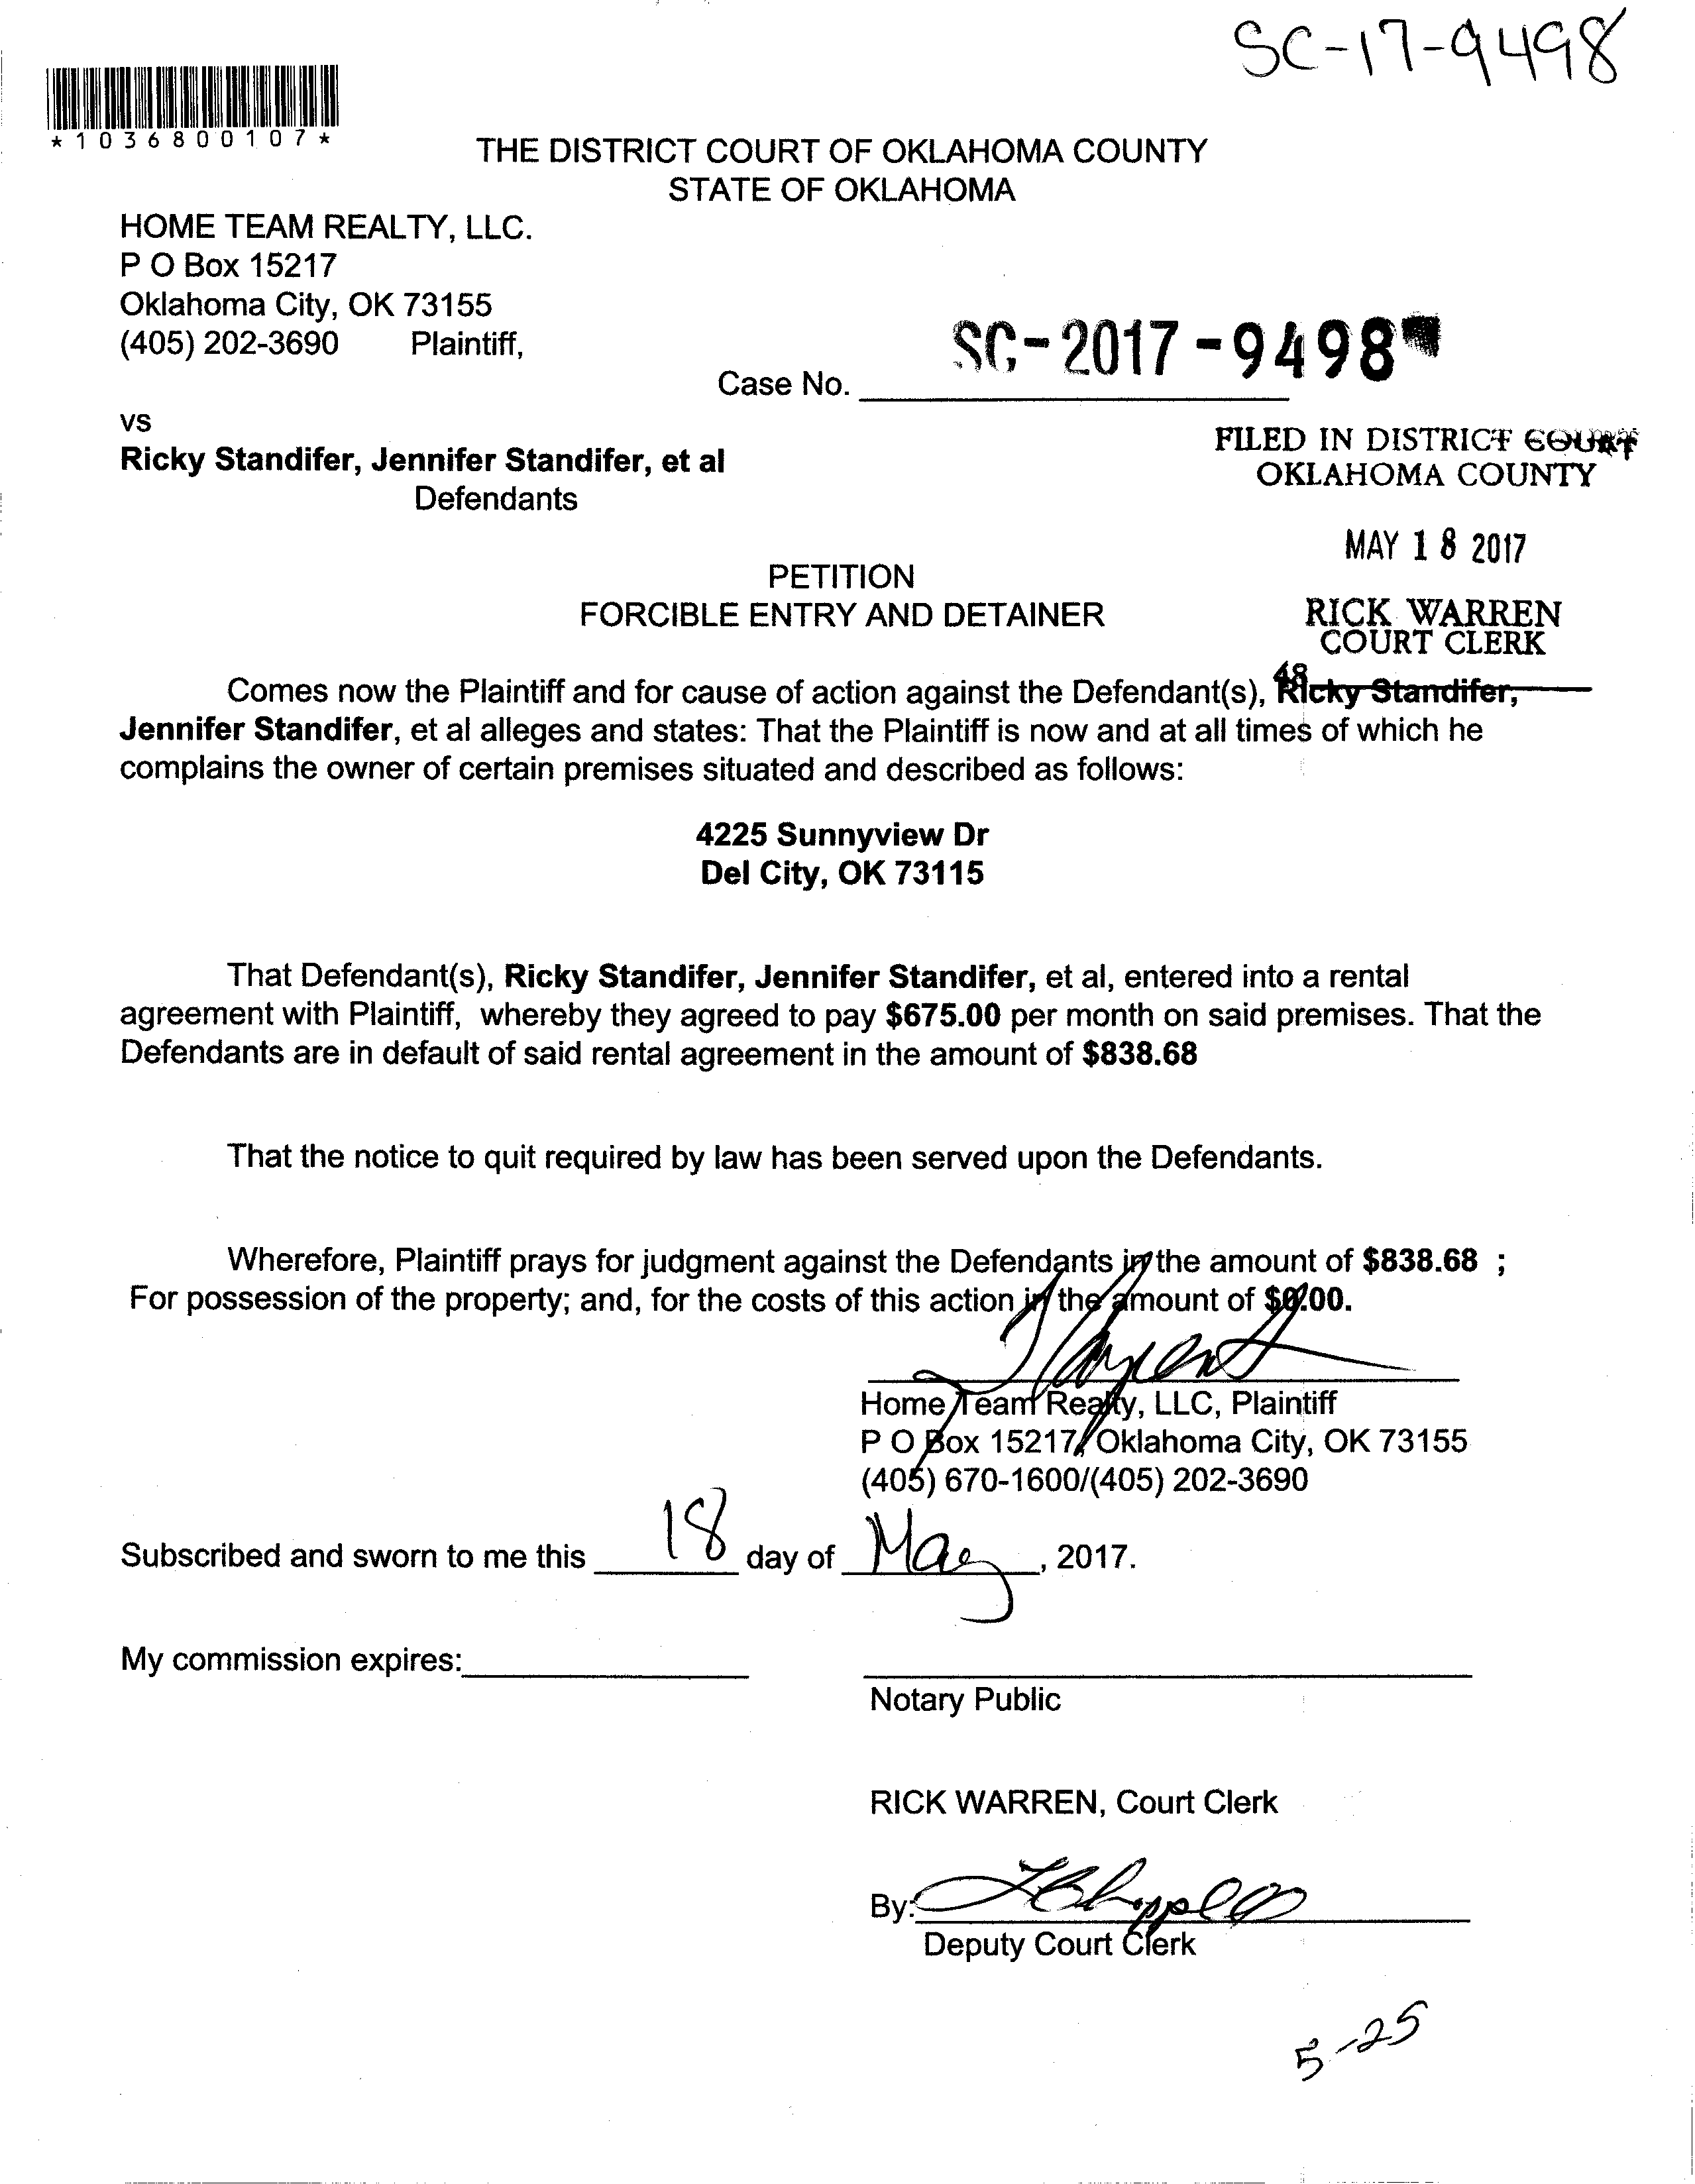 SC-17-9498
*1036800107*
THE DISTRICT COURT OF OKLAHOMA COUNTY
STATE OF OKLAHOMA
HOME TEAM REALTY, LLC.
P O Box 15217
Oklahoma City, OK 73155
(405) 202-3690 Plaintiff,
SC-2017-9498
Case No.
vs
Ricky Standifer, Jennifer Standifer, et al
Defendants
FILED IN DISTRICT COURT
OKLAHOMA COUNTY
MAY 18 2017
RICK WARREN
COURT CLERK
48
PETITION
FORCIBLE ENTRY AND DETAINER
Comes now the Plaintiff and for cause of action against the Defendant(s), Ricky Standifer,
Jennifer Standifer, et al alleges and states: That the Plaintiff is now and at all times of which he
complains the owner of certain premises situated and described as follows:
4225 Sunnyview Dr
Del City, OK 73115
That Defendant(s), Ricky Standifer, Jennifer Standifer, et al, entered into a rental
agreement with Plaintiff, whereby they agreed to pay $675.00 per month on said premises. That the
Defendants are in default of said rental agreement in the amount of $838.68
That the notice to quit required by law has been served upon the Defendants.
Wherefore, Plaintiff prays for judgment against the Defendants in the amount of $838.68 ;
For possession of the property; and, for the costs of this action in the amount of $0.00.
Home Team Realty, LLC, Plaintiff
P O Box 15217, Oklahoma City, OK 73155
(405) 670-1600/(405) 202-3690
Subscribed and sworn to me this 18 day of May, 2017.
My commission expires:
Notary Public
RICK WARREN, Court Clerk
By:
Deputy Court Clerk
5-25